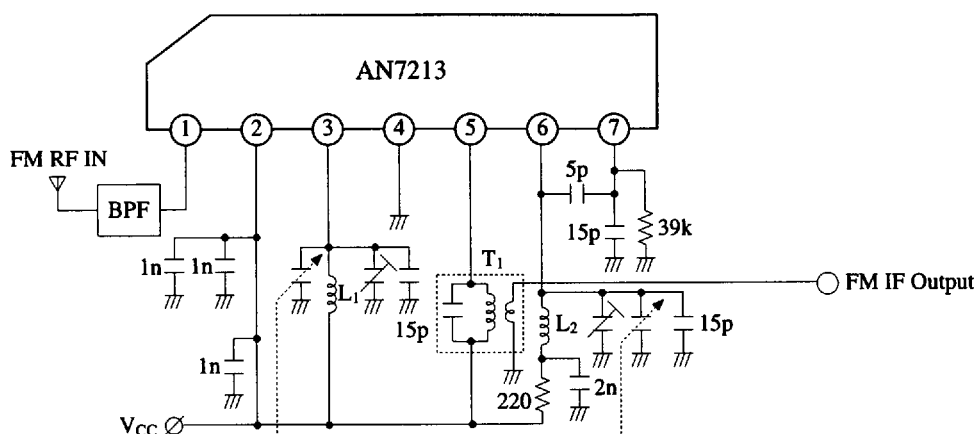 AN7213
1 2 3 4 5 6 7
FM RF IN
BPF
5p
15p
39k
1n
1n
L1
T1
FM IF Output
15p
L2
15p
1n
2n
220
VCC